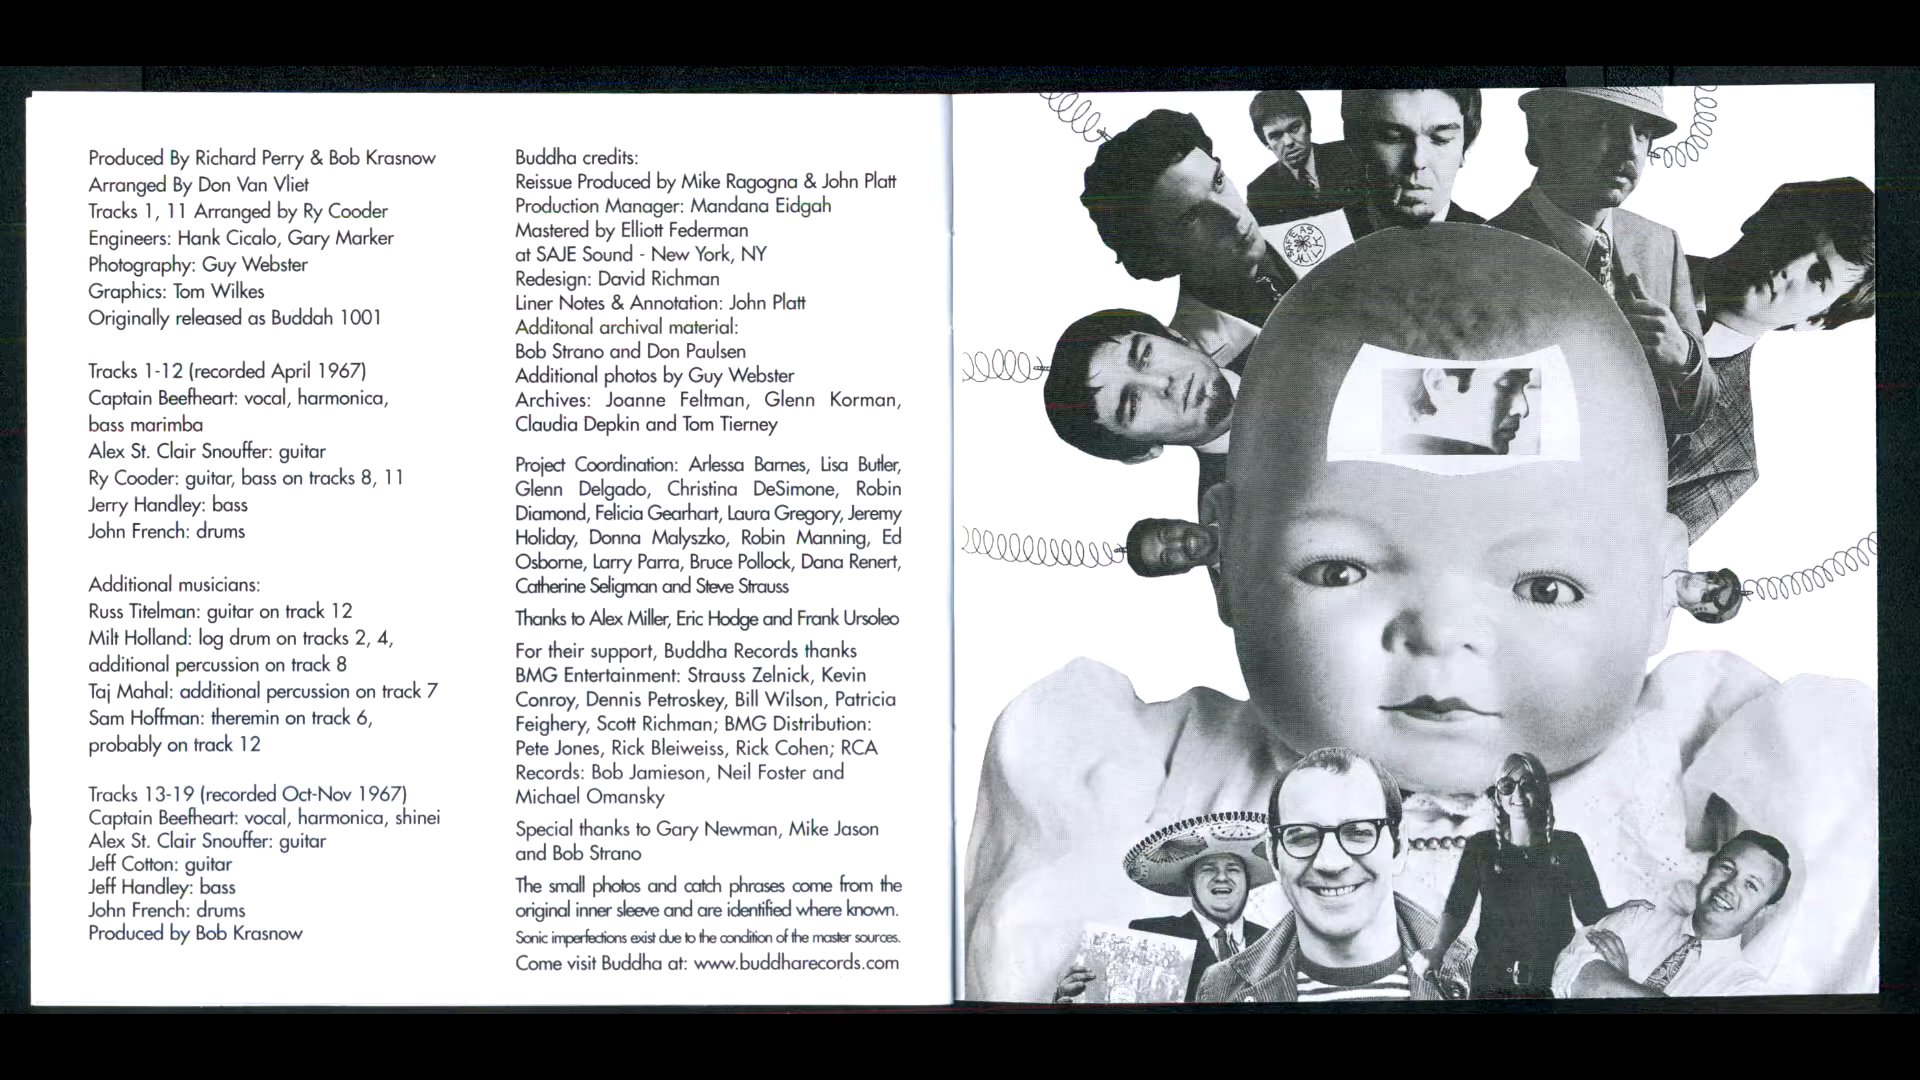 Produced By Richard Perry & Bob Krasnow
Arranged By Don Van Vliet
Tracks 1, 11 Arranged by Ry Cooder
Engineers: Hank Cicalo, Gary Marker
Photography: Guy Webster
Graphics: Tom Wilkes
Originally released as Buddah 1001
Tracks 1-12 (recorded April 1967)
Captain Beefheart: vocal, harmonica,
bass marimba
Alex St. Clair Snouffer: guitar
Ry Cooder: guitar, bass on tracks 8, 11
Jerry Handley: bass
John French: drums
Additional musicians:
Russ Titelman: guitar on track 12
Milt Holland: log drum on tracks 2, 4,
additional percussion on track 8
Taj Mahal: additional percussion on track 7
Sam Hoffman: theremin on track 6,
probably on track 12
Tracks 13-19 (recorded Oct-Nov 1967)
Captain Beefheart: vocal, harmonica, shinei
Alex St. Clair Snouffer: guitar
Jeff Cotton: guitar
Jeff Handley: bass
John French: drums
Produced by Bob Krasnow
Buddha credits:
Reissue Produced by Mike Ragogna & John Platt
Production Manager: Mandana Eidgah
Mastered by Elliott Federman
at SAJE Sound - New York, NY
Redesign: David Richman
Liner Notes & Annotation: John Platt
Additonal archival material:
Bob Strano and Don Paulsen
Additional photos by Guy Webster
Archives: Joanne Feltman, Glenn Korman,
Claudia Depkin and Tom Tierney
Project Coordination: Arlessa Barnes, Lisa Butler,
Glenn Delgado, Christina DeSimone, Robin
Diamond, Felicia Gearhart, Laura Gregory, Jeremy
Holiday, Donna Malyszko, Robin Manning, Ed
Osborne, Larry Parra, Bruce Pollock, Dana Renert,
Catherine Seligman and Steve Strauss
Thanks to Alex Miller, Eric Hodge and Frank Ursoleo
For their support, Buddha Records thanks
BMG Entertainment: Strauss Zelnick, Kevin
Conroy, Dennis Petroskey, Bill Wilson, Patricia
Feighery, Scott Richman; BMG Distribution:
Pete Jones, Rick Bleiweiss, Rick Cohen; RCA
Records: Bob Jamieson, Neil Foster and
Michael Omansky
Special thanks to Gary Newman, Mike Jason
and Bob Strano
The small photos and catch phrases come from the
original inner sleeve and are identified where known.
Sonic imperfections exist due to the condition of the master sources.
Come visit Buddha at: www.buddharecords.com
SAFE AS
MILK